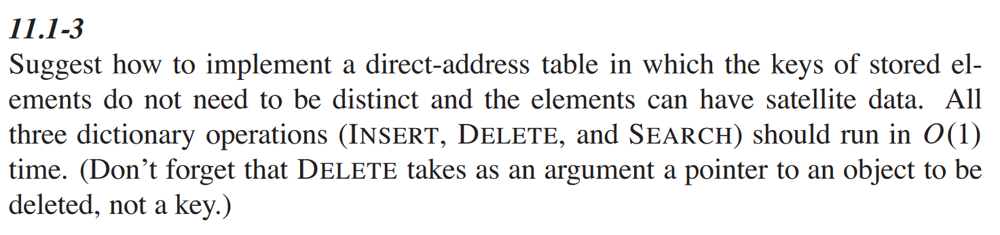 11.1-3
Suggest how to implement a direct-address table in which the keys of stored el-
ements do not need to be distinct and the elements can have satellite data. All
three dictionary operations (INSERT, DELETE, and SEARCH) should run in O(1)
time. (Don't forget that DELETE takes as an argument a pointer to an object to be
deleted, not a key.)